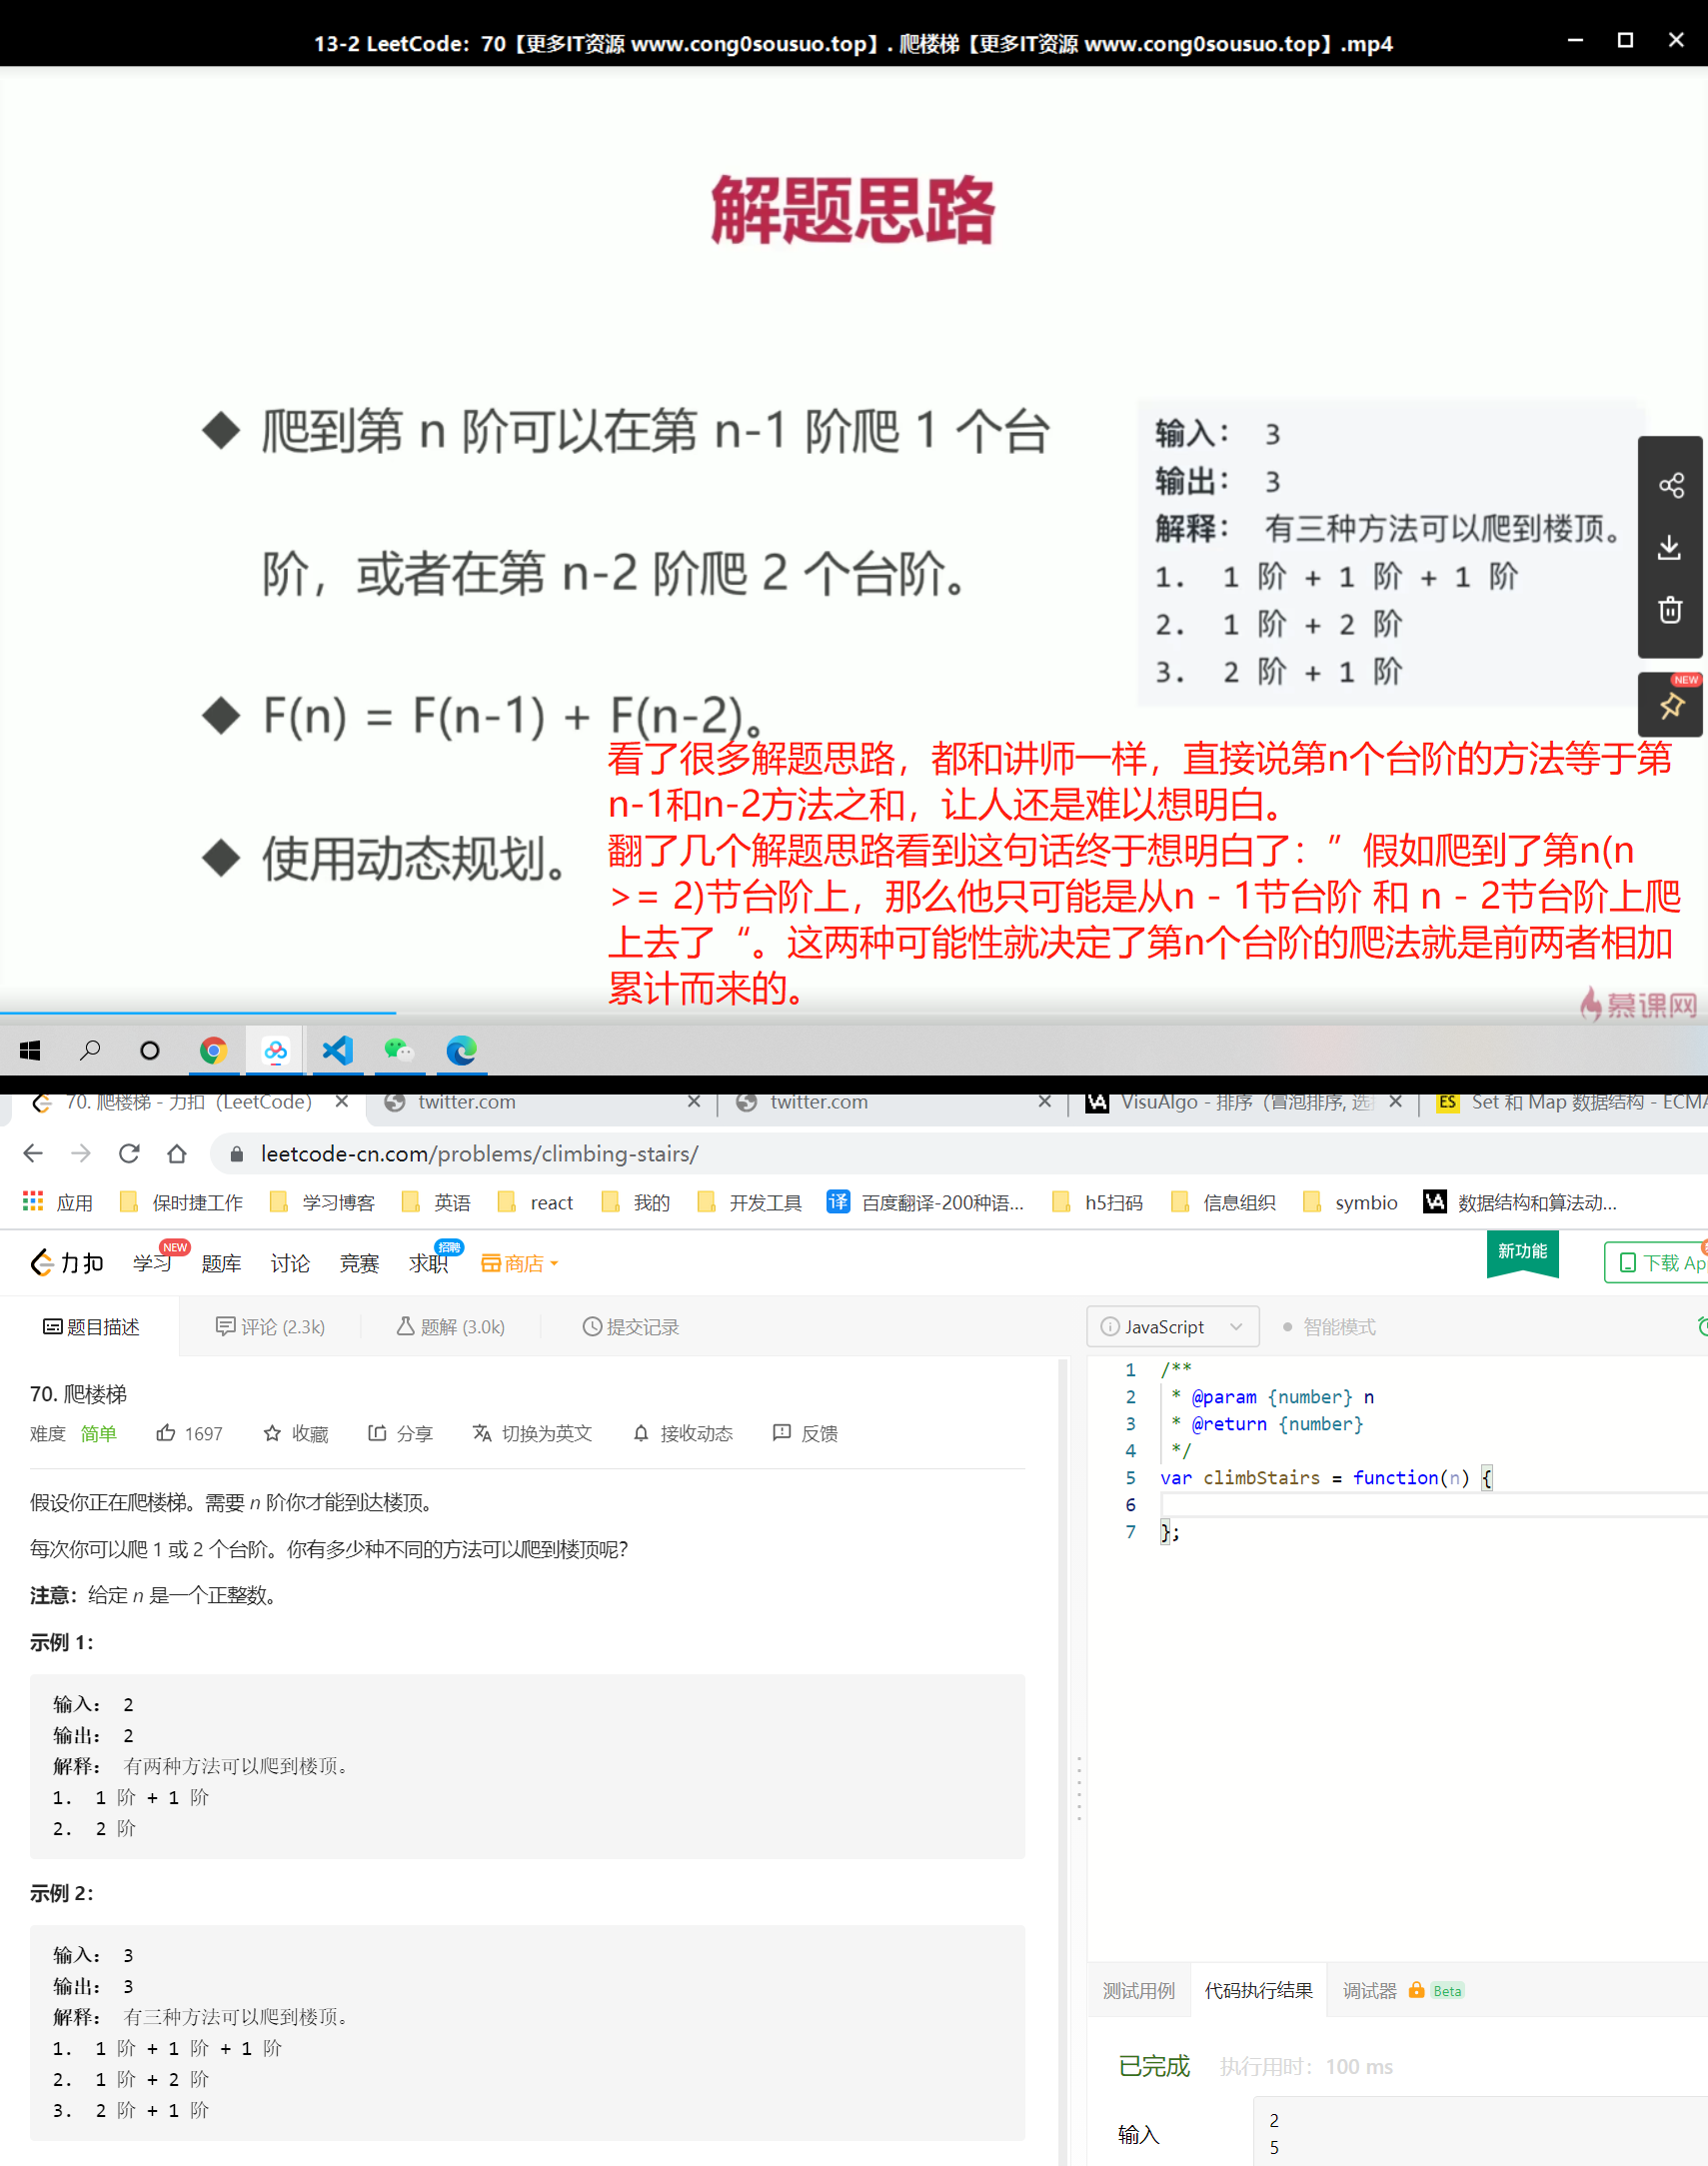 13-2 LeetCode：70【更多IT资源 www.cong0sousuo.top】. 爬楼梯【更多IT资源 www.cong0sousuo.top】.mp4
解题思路
◆ 爬到第 n 阶可以在第 n-1 阶爬 1 个台
阶，或者在第 n-2 阶爬 2 个台阶。
◆ F(n) = F(n-1) + F(n-2)。
◆ 使用动态规划。
输入： 3
输出： 3
解释： 有三种方法可以爬到楼顶。
1. 1 阶 + 1 阶 + 1 阶
2. 1 阶 + 2 阶
3. 2 阶 + 1 阶
NEW
看了很多解题思路，都和讲师一样，直接说第n个台阶的方法等于第
n-1和n-2方法之和，让人还是难以想明白。
翻了几个解题思路看到这句话终于想明白了：”假如爬到了第n(n
>= 2)节台阶上，那么他只可能是从n - 1节台阶 和 n - 2节台阶上爬
上去了“。这两种可能性就决定了第n个台阶的爬法就是前两者相加
累计而来的。
慕课网
70. 爬楼梯 - 力扣（LeetCode）
twitter.com
twitter.com
VisuAlgo - 排序（冒泡排序, 选
ES Set 和 Map 数据结构 - ECMA
leetcode-cn.com/problems/climbing-stairs/
应用 保时捷工作 学习博客 英语 react 我的 开发工具 译 百度翻译-200种语... h5扫码 信息组织 symbio 数据结构和算法动...
力扣 学习 NEW 题库 讨论 竞赛 求职 招聘 商店
新功能
下载 Ap
题目描述 评论 (2.3k) 题解 (3.0k) 提交记录
JavaScript 智能模式
70. 爬楼梯
难度 简单 1697 收藏 分享 切换为英文 接收动态 反馈
假设你正在爬楼梯。需要 n 阶你才能到达楼顶。
每次你可以爬 1 或 2 个台阶。你有多少种不同的方法可以爬到楼顶呢？
注意：给定 n 是一个正整数。
示例 1：
输入： 2
输出： 2
解释： 有两种方法可以爬到楼顶。
1. 1 阶 + 1 阶
2. 2 阶
示例 2：
输入： 3
输出： 3
解释： 有三种方法可以爬到楼顶。
1. 1 阶 + 1 阶 + 1 阶
2. 1 阶 + 2 阶
3. 2 阶 + 1 阶
1 /**
2 * @param {number} n
3 * @return {number}
4 */
5 var climbStairs = function(n) {
6
7 };
测试用例 代码执行结果 调试器 Beta
已完成 执行用时：100 ms
输入
2
5